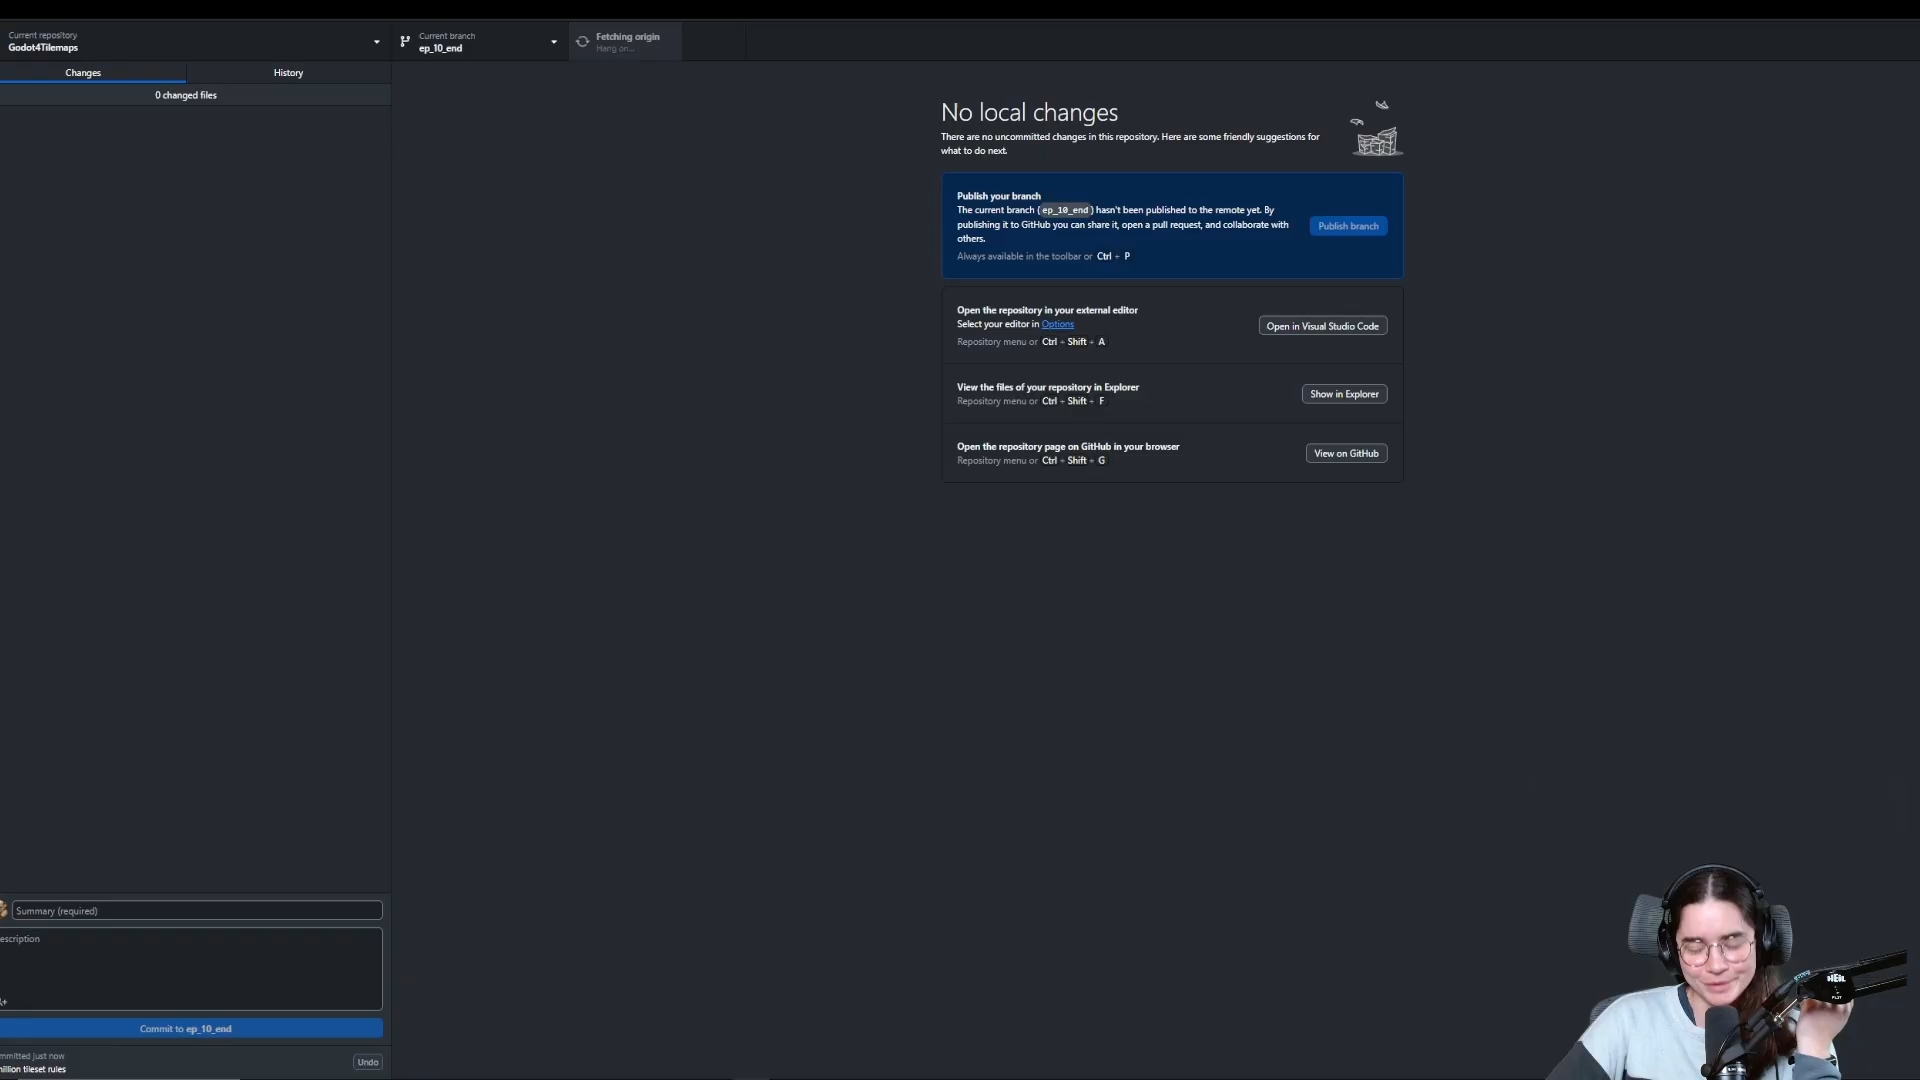 Current repository
Godot4Tilemaps
Current branch
ep_10_end
Fetching origin
Hang on...
Changes
History
0 changed files
No local changes
There are no uncommitted changes in this repository. Here are some friendly suggestions for
what to do next.
Publish your branch
The current branch (ep_10_end) hasn't been published to the remote yet. By
publishing it to GitHub you can share it, open a pull request, and collaborate with
others.
Always available in the toolbar or Ctrl + P
Publish branch
Open the repository in your external editor
Select your editor in Options
Repository menu or Ctrl + Shift + A
Open in Visual Studio Code
View the files of your repository in Explorer
Repository menu or Ctrl + Shift + F
Show in Explorer
Open the repository page on GitHub in your browser
Repository menu or Ctrl + Shift + G
View on GitHub
Summary (required)
escription
Commit to ep_10_end
mmitted just now
illion tileset rules
Undo
HEIL